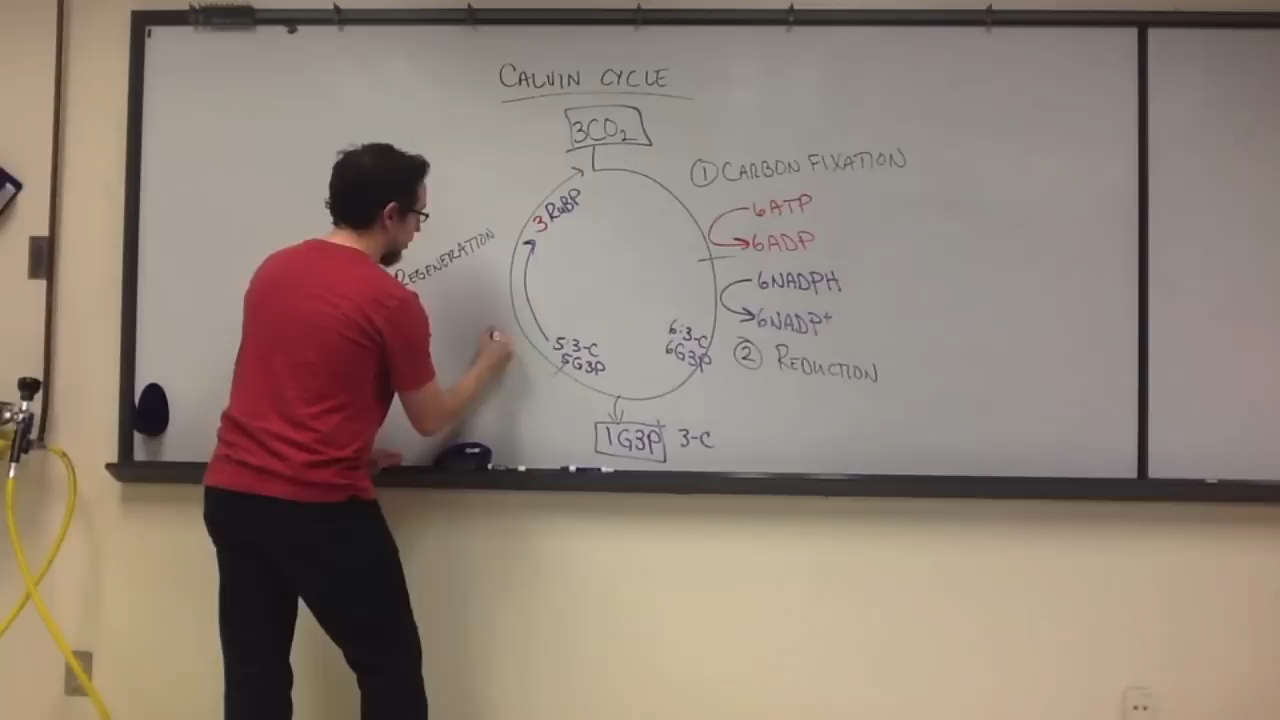 CALVIN CYCLE
3CO2
① CARBON FIXATION
3 RuBP
6ATP
6ADP
REGENERATION
6NADPH
6NADP+
6:3-C
6G3P
5:3-C
5G3P
② REDUCTION
1G3P 3-C